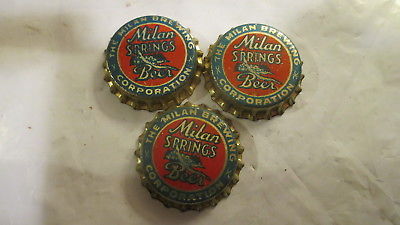 THE MILAN BREWING
Milan
SPRINGS
Beer
CORPORATION
THE MILAN BREWING
Milan
SPRINGS
Beer
CORPORATION
THE MILAN BREWING
Milan
SPRINGS
Beer
CORPORATION